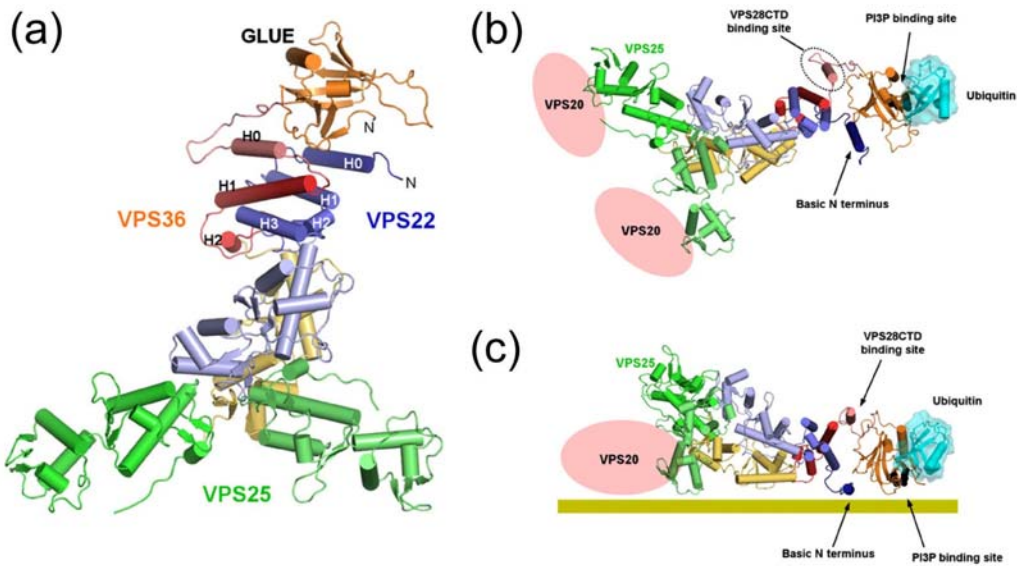 (a)
GLUE
N
H0
H0
N
H1
VPS36
H1
VPS22
H3
H2
H2
VPS25
(b)
VPS28CTD
binding site
PI3P binding site
VPS25
VPS20
Ubiquitin
Basic N terminus
VPS20
(c)
VPS28CTD
binding site
VPS25
Ubiquitin
VPS20
Basic N terminus
PI3P binding site